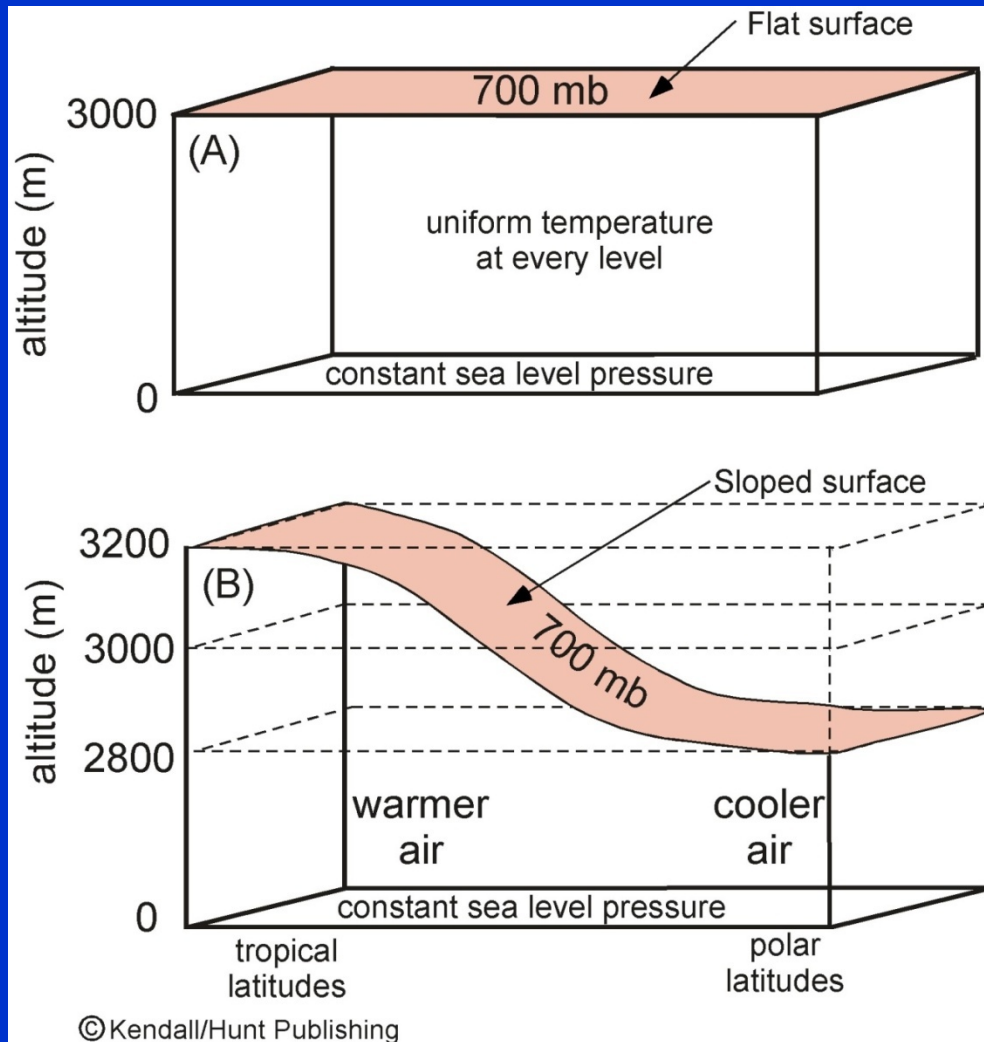 Flat surface
700 mb
3000
(A)
altitude (m)
uniform temperature
at every level
constant sea level pressure
0
Sloped surface
3200
(B)
altitude (m)
3000
700 mb
2800
warmer
air
cooler
air
constant sea level pressure
0
tropical
latitudes
polar
latitudes
© Kendall/Hunt Publishing